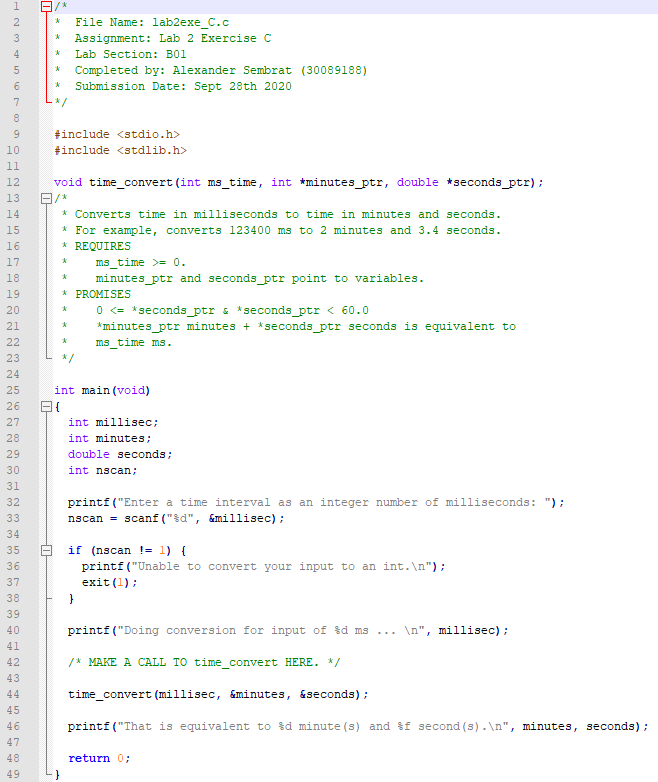 1 /*
2 * File Name: lab2exe_C.c
3 * Assignment: Lab 2 Exercise C
4 * Lab Section: B01
5 * Completed by: Alexander Sembrat (30089188)
6 * Submission Date: Sept 28th 2020
7 */
8
9 #include <stdio.h>
10 #include <stdlib.h>
11
12 void time_convert(int ms_time, int *minutes_ptr, double *seconds_ptr);
13 /*
14 * Converts time in milliseconds to time in minutes and seconds.
15 * For example, converts 123400 ms to 2 minutes and 3.4 seconds.
16 * REQUIRES
17 * ms_time >= 0.
18 * minutes_ptr and seconds_ptr point to variables.
19 * PROMISES
20 * 0 <= *seconds_ptr & *seconds_ptr < 60.0
21 * *minutes_ptr minutes + *seconds_ptr seconds is equivalent to
22 * ms_time ms.
23 */
24
25 int main(void)
26 {
27 int millisec;
28 int minutes;
29 double seconds;
30 int nscan;
31
32 printf("Enter a time interval as an integer number of milliseconds: ");
33 nscan = scanf("%d", &millisec);
34
35 if (nscan != 1) {
36 printf("Unable to convert your input to an int.\n");
37 exit(1);
38 }
39
40 printf("Doing conversion for input of %d ms ... \n", millisec);
41
42 /* MAKE A CALL TO time_convert HERE. */
43
44 time_convert(millisec, &minutes, &seconds);
45
46 printf("That is equivalent to %d minute(s) and %f second(s).\n", minutes, seconds);
47
48 return 0;
49 }